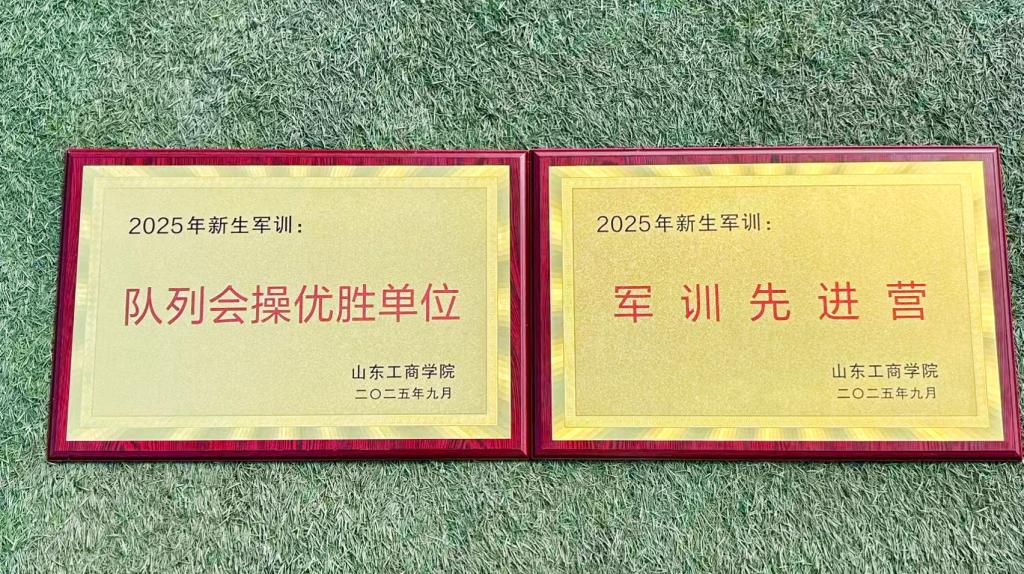 2025年新生军训：
队列会操优胜单位
山东工商学院
二〇二五年九月
2025年新生军训：
军训先进营
山东工商学院
二〇二五年九月